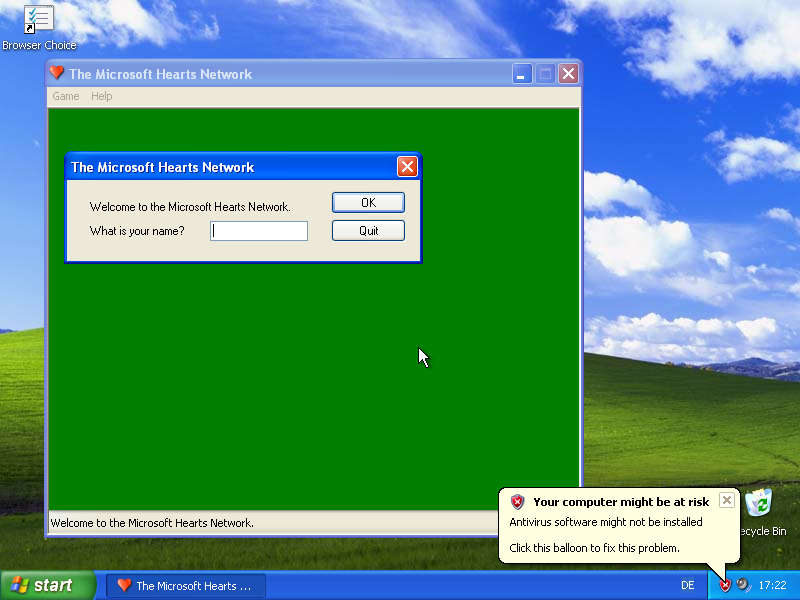 Browser Choice
The Microsoft Hearts Network
Game Help
The Microsoft Hearts Network
Welcome to the Microsoft Hearts Network.
OK
What is your name?
Quit
Welcome to the Microsoft Hearts Network.
Your computer might be at risk
Antivirus software might not be installed
Click this balloon to fix this problem.
ecycle Bin
start
The Microsoft Hearts ...
DE
17:22